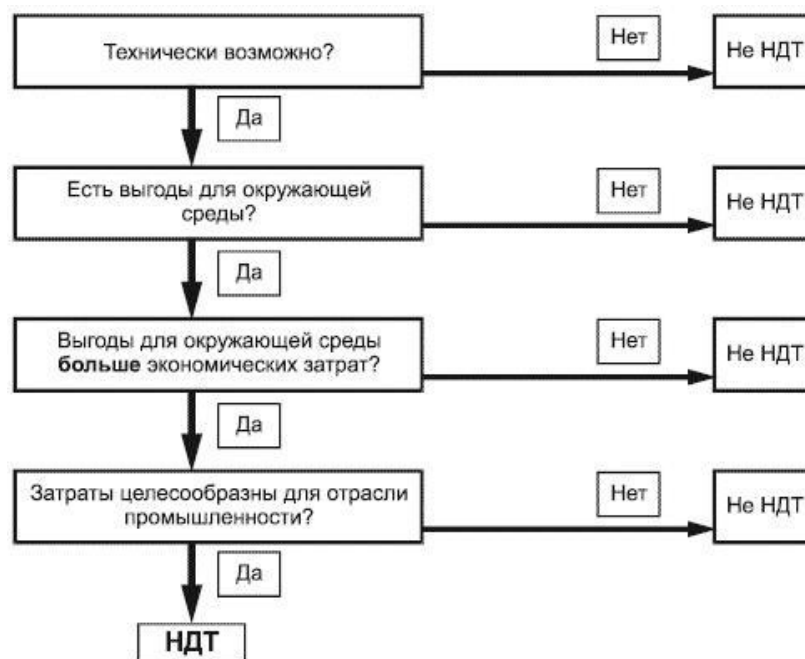 Технически возможно?
Нет
Не НДТ
Да
Есть выгоды для окружающей
среды?
Нет
Не НДТ
Да
Выгоды для окружающей среды
больше экономических затрат?
Нет
Не НДТ
Да
Затраты целесообразны для отрасли
промышленности?
Нет
Не НДТ
Да
НДТ